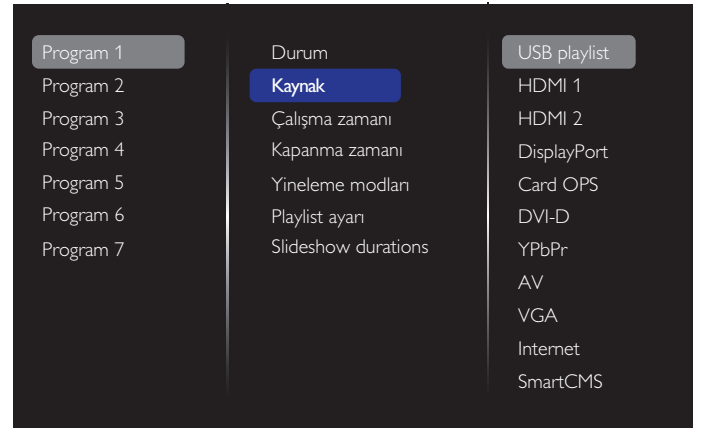 Program 1
Program 2
Program 3
Program 4
Program 5
Program 6
Program 7
Durum
Kaynak
Çalışma zamanı
Kapanma zamanı
Yineleme modları
Playlist ayarı
Slideshow durations
USB playlist
HDMI 1
HDMI 2
DisplayPort
Card OPS
DVI-D
YPbPr
AV
VGA
Internet
SmartCMS